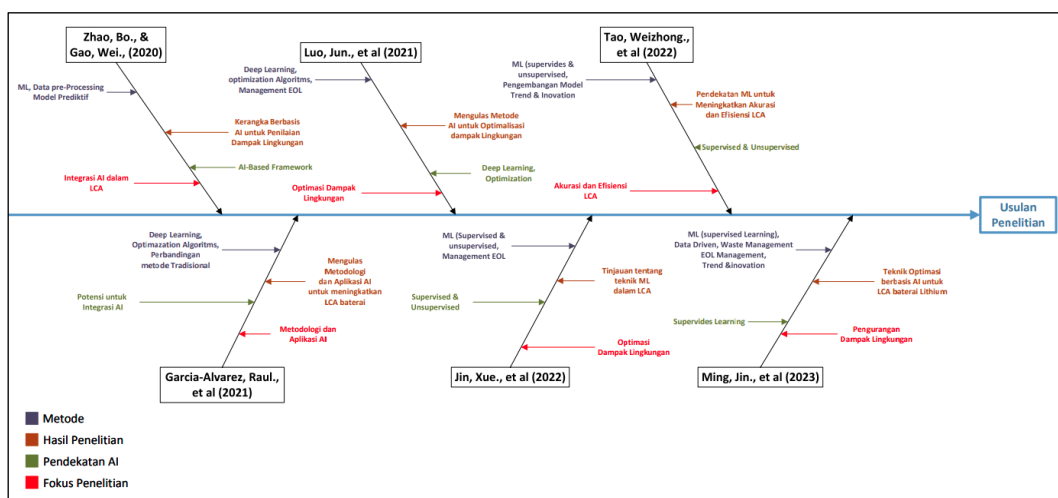 Zhao, Bo., &
Gao, Wei., (2020)
ML, Data pre-Processing
Model Prediktif
Kerangka Berbasis
AI untuk Penilaian
Dampak Lingkungan
AI-Based Framework
Integrasi AI dalam
LCA
Luo, Jun., et al (2021)
Deep Learning,
optimization Algoritms,
Management EOL
Mengulas Metode
AI untuk Optimalisasi
dampak Lingkungan
Deep Learning,
Optimization
Optimasi Dampak
Lingkungan
Tao, Weizhong.,
et al (2022)
ML (supervides &
unsupervised,
Pengembangan Model
Trend & Inovation
Pendekatan ML untuk
Meningkatkan Akurasi
dan Efisiensi LCA
Supervised & Unsupervised
Akurasi dan Efisiensi
LCA
Usulan
Penelitian
Deep Learning,
Optimazation Algoritms,
Perbandingan
metode Tradisional
Mengulas
Metodologi
dan Aplikasi AI
untuk meningkatkan
LCA baterai
Potensi untuk
Integrasi AI
Metodologi dan
Aplikasi AI
Garcia-Alvarez, Raul.,
et al (2021)
ML (Supervised &
unsupervised,
Management EOL
Tinjauan tentang
teknik ML
dalam LCA
Supervised &
Unsupervised
Optimasi
Dampak Lingkungan
Jin, Xue., et al (2022)
ML (supervised Learning),
Data Driven, Waste Management
EOL Management,
Trend &inovation
Teknik Optimasi
berbasis AI untuk
LCA baterai Lithium
Supervides Learning
Pengurangan
Dampak Lingkungan
Ming, Jin., et al (2023)
Metode
Hasil Penelitian
Pendekatan AI
Fokus Penelitian